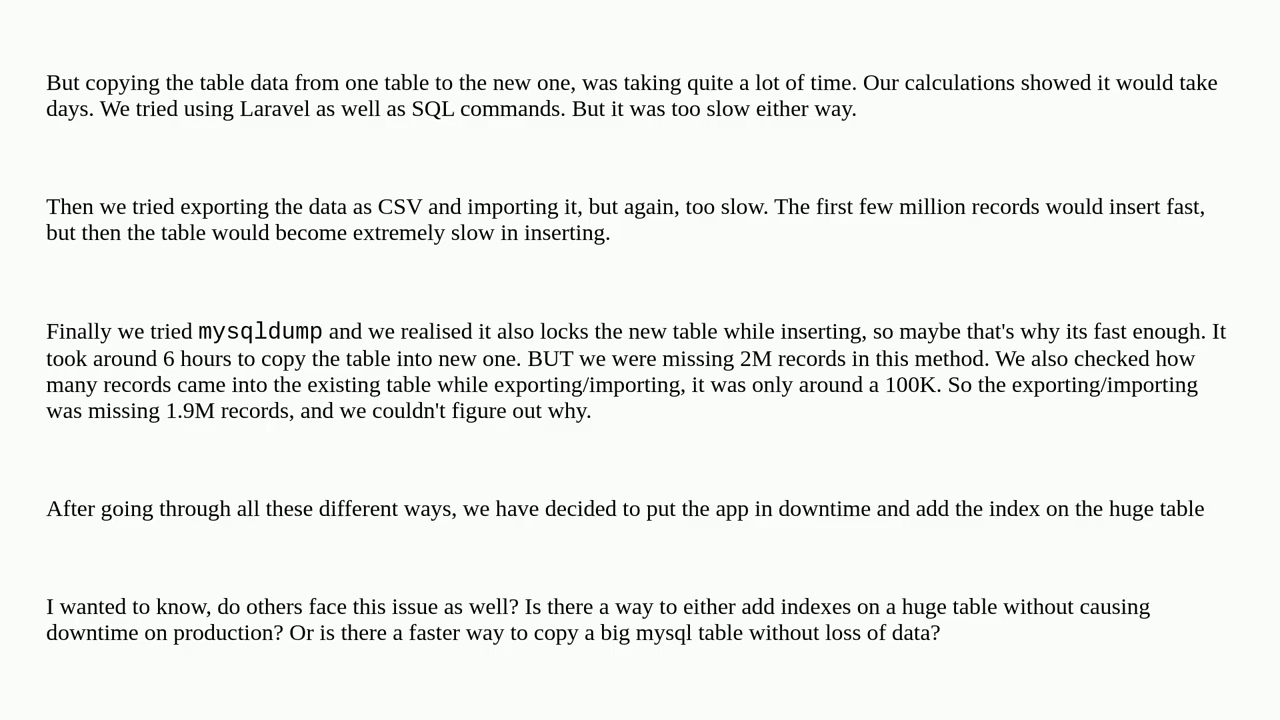 But copying the table data from one table to the new one, was taking quite a lot of time. Our calculations showed it would take
days. We tried using Laravel as well as SQL commands. But it was too slow either way.
Then we tried exporting the data as CSV and importing it, but again, too slow. The first few million records would insert fast,
but then the table would become extremely slow in inserting.
Finally we tried mysqldump and we realised it also locks the new table while inserting, so maybe that's why its fast enough. It
took around 6 hours to copy the table into new one. BUT we were missing 2M records in this method. We also checked how
many records came into the existing table while exporting/importing, it was only around a 100K. So the exporting/importing
was missing 1.9M records, and we couldn't figure out why.
After going through all these different ways, we have decided to put the app in downtime and add the index on the huge table
I wanted to know, do others face this issue as well? Is there a way to either add indexes on a huge table without causing
downtime on production? Or is there a faster way to copy a big mysql table without loss of data?